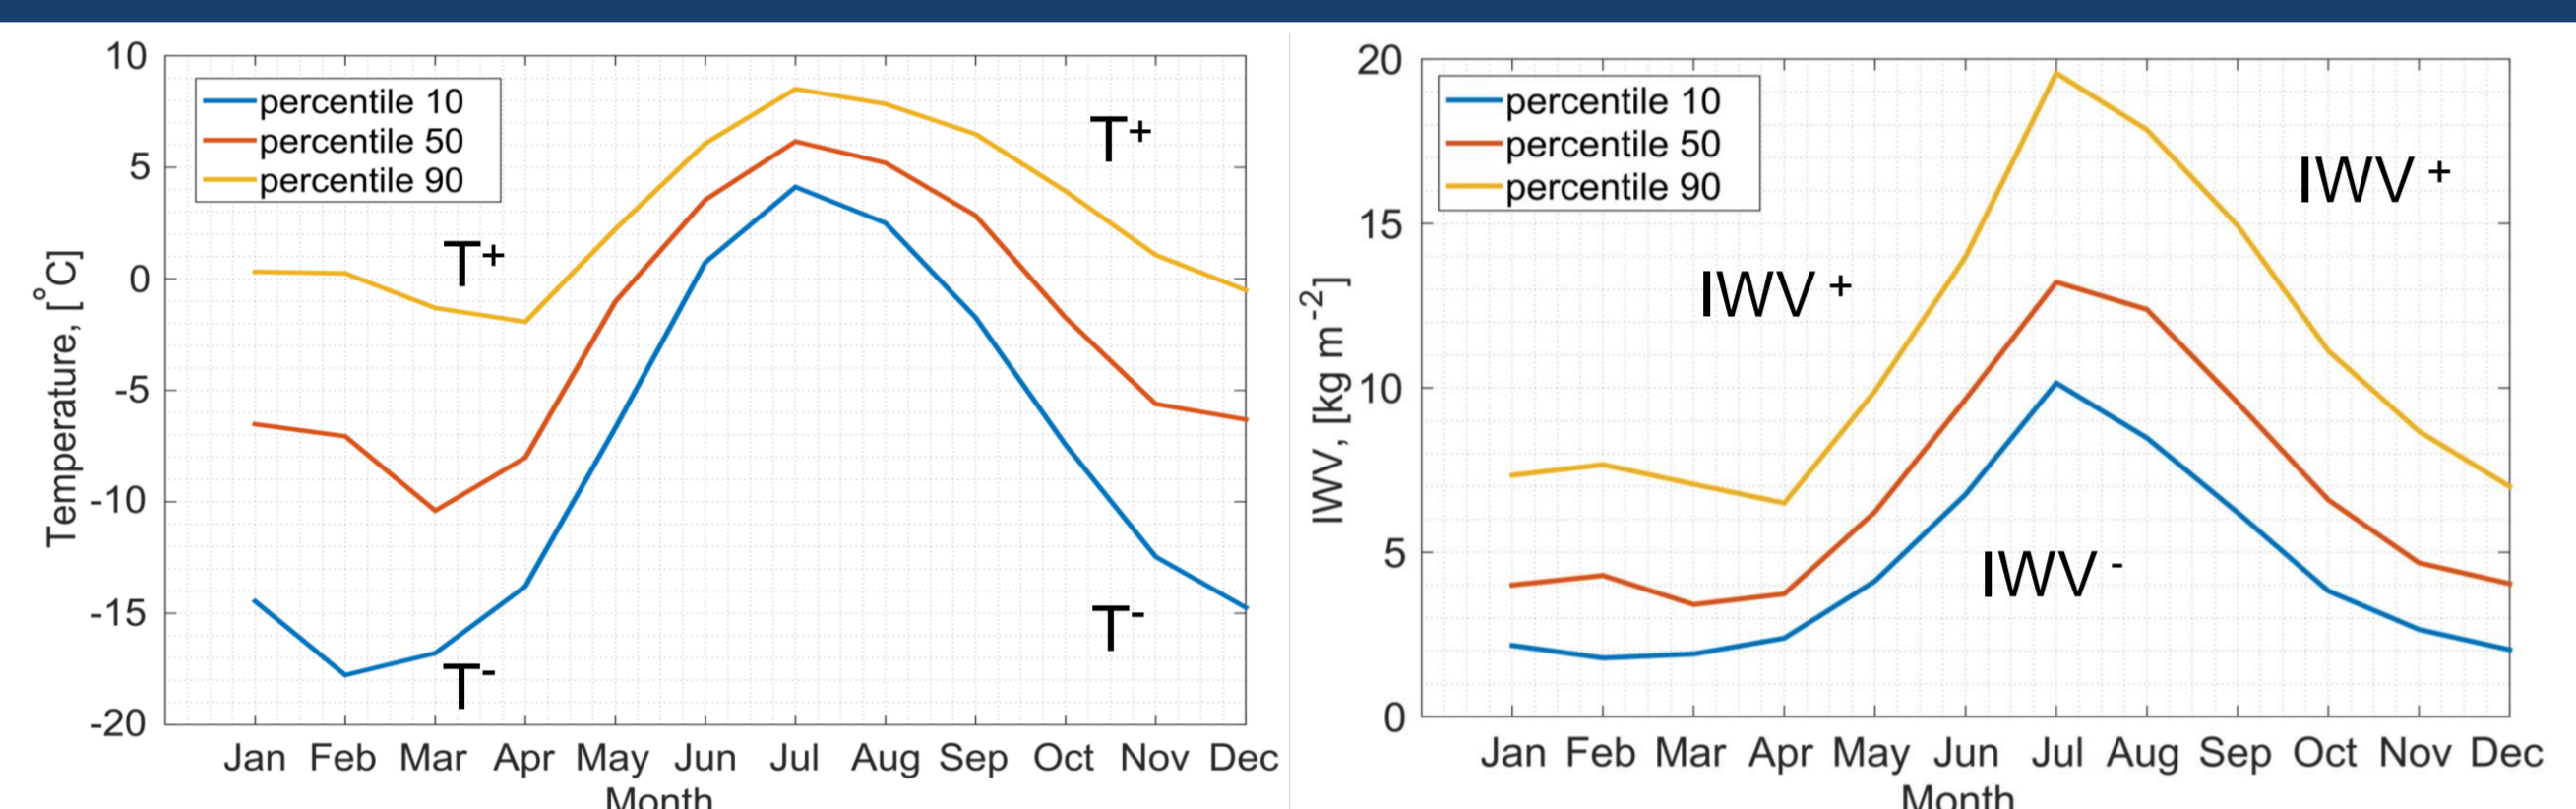 10
5
0
-5
-10
-15
-20
Temperature, [°C]
percentile 10
percentile 50
percentile 90
T+
T+
T-
T-
Jan Feb Mar Apr May Jun Jul Aug Sep Oct Nov Dec
Month
20
15
10
5
0
IWV, [kg m-2]
percentile 10
percentile 50
percentile 90
IWV +
IWV +
IWV -
Jan Feb Mar Apr May Jun Jul Aug Sep Oct Nov Dec
Month